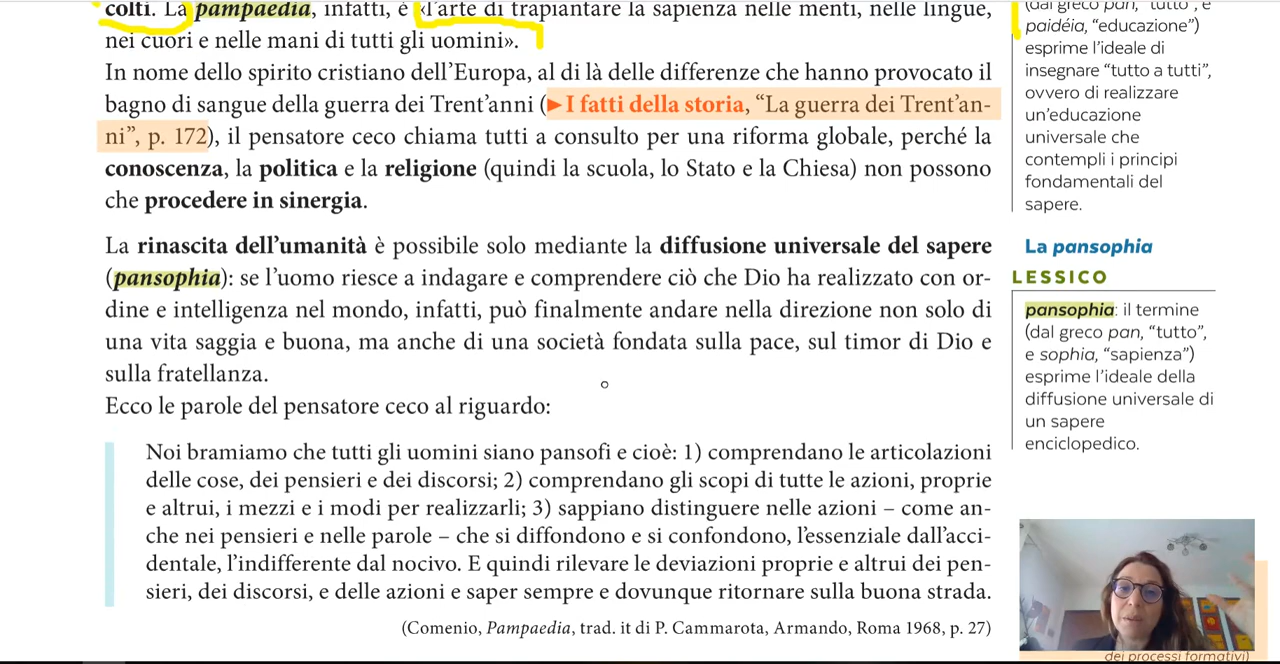 colti. La pampaedia, infatti, è «l'arte di trapiantare la sapienza nelle menti, nelle lingue,
nei cuori e nelle mani di tutti gli uomini».
In nome dello spirito cristiano dell'Europa, al di là delle differenze che hanno provocato il
bagno di sangue della guerra dei Trent'anni (►I fatti della storia, “La guerra dei Trent'an-
ni”, p. 172), il pensatore ceco chiama tutti a consulto per una riforma globale, perché la
conoscenza, la politica e la religione (quindi la scuola, lo Stato e la Chiesa) non possono
che procedere in sinergia.
La rinascita dell'umanità è possibile solo mediante la diffusione universale del sapere
(pansophia): se l'uomo riesce a indagare e comprendere ciò che Dio ha realizzato con or-
dine e intelligenza nel mondo, infatti, può finalmente andare nella direzione non solo di
una vita saggia e buona, ma anche di una società fondata sulla pace, sul timor di Dio e
sulla fratellanza.
Ecco le parole del pensatore ceco al riguardo:
Noi bramiamo che tutti gli uomini siano pansofi e cioè: 1) comprendano le articolazioni
delle cose, dei pensieri e dei discorsi; 2) comprendano gli scopi di tutte le azioni, proprie
e altrui, i mezzi e i modi per realizzarli; 3) sappiano distinguere nelle azioni – come an-
che nei pensieri e nelle parole – che si diffondono e si confondono, l'essenziale dall'acci-
dentale, l'indifferente dal nocivo. E quindi rilevare le deviazioni proprie e altrui dei pen-
sieri, dei discorsi, e delle azioni e saper sempre e dovunque ritornare sulla buona strada.
(Comenio, Pampaedia, trad. it di P. Cammarota, Armando, Roma 1968, p. 27)
(dal greco pan, “tutto”, e
paidéia, “educazione”)
esprime l'ideale di
insegnare “tutto a tutti”,
ovvero di realizzare
un'educazione
universale che
contempli i principi
fondamentali del
sapere.
La pansophia
LESSICO
pansophia: il termine
(dal greco pan, “tutto”,
e sophia, “sapienza”)
esprime l'ideale della
diffusione universale di
un sapere
enciclopedico.
dei processi formativi)